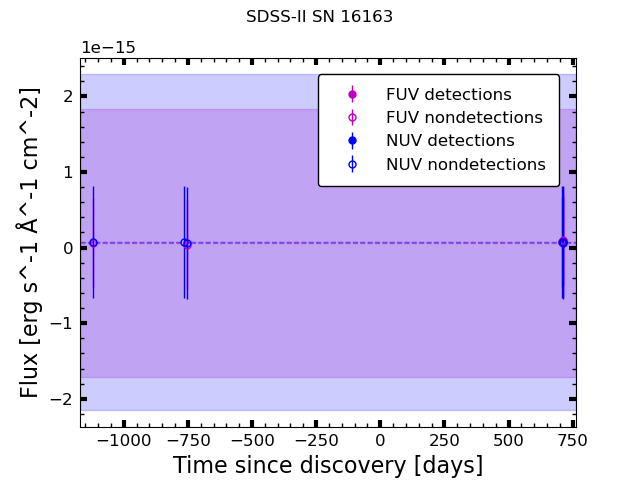 SDSS-II SN 16163
1e−15
FUV detections
FUV nondetections
NUV detections
NUV nondetections
2
1
0
−1
−2
Flux [erg s^-1 Å^-1 cm^-2]
−1000 −750 −500 −250 0 250 500 750
Time since discovery [days]